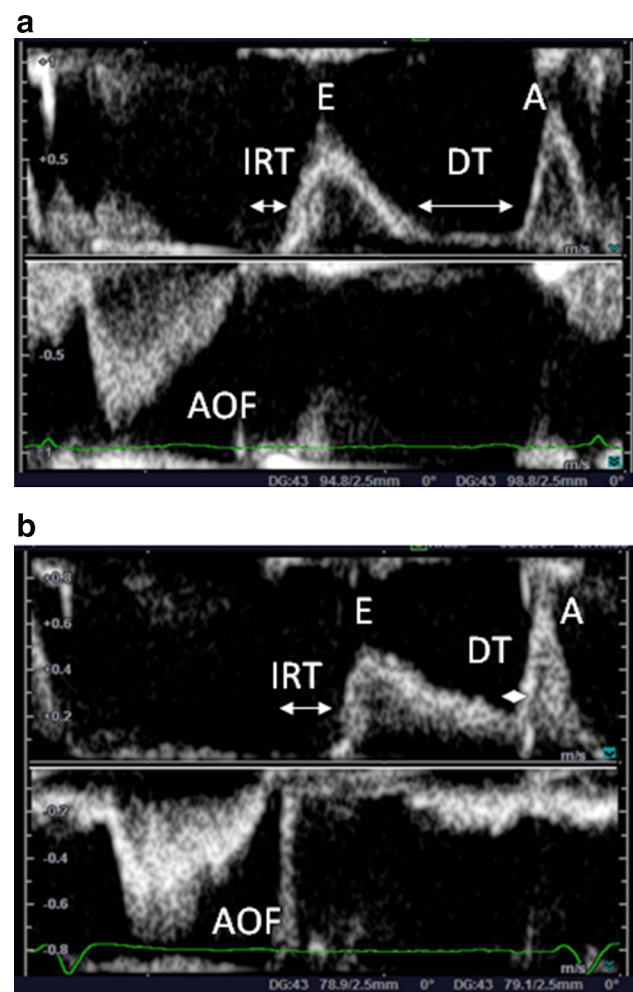 a
+1
E
A
+0.5
IRT
DT
m/s
-0.5
AOF
m/s
DG:43 94.8/2.5mm 0° DG:43 98.8/2.5mm 0°
b
+0.8
+0.6
E
A
DT
+0.4
IRT
+0.2
m/s
-0.2
-0.4
-0.6
AOF
-0.8
m/s
DG:43 78.9/2.5mm 0° DG:43 79.1/2.5mm 0°